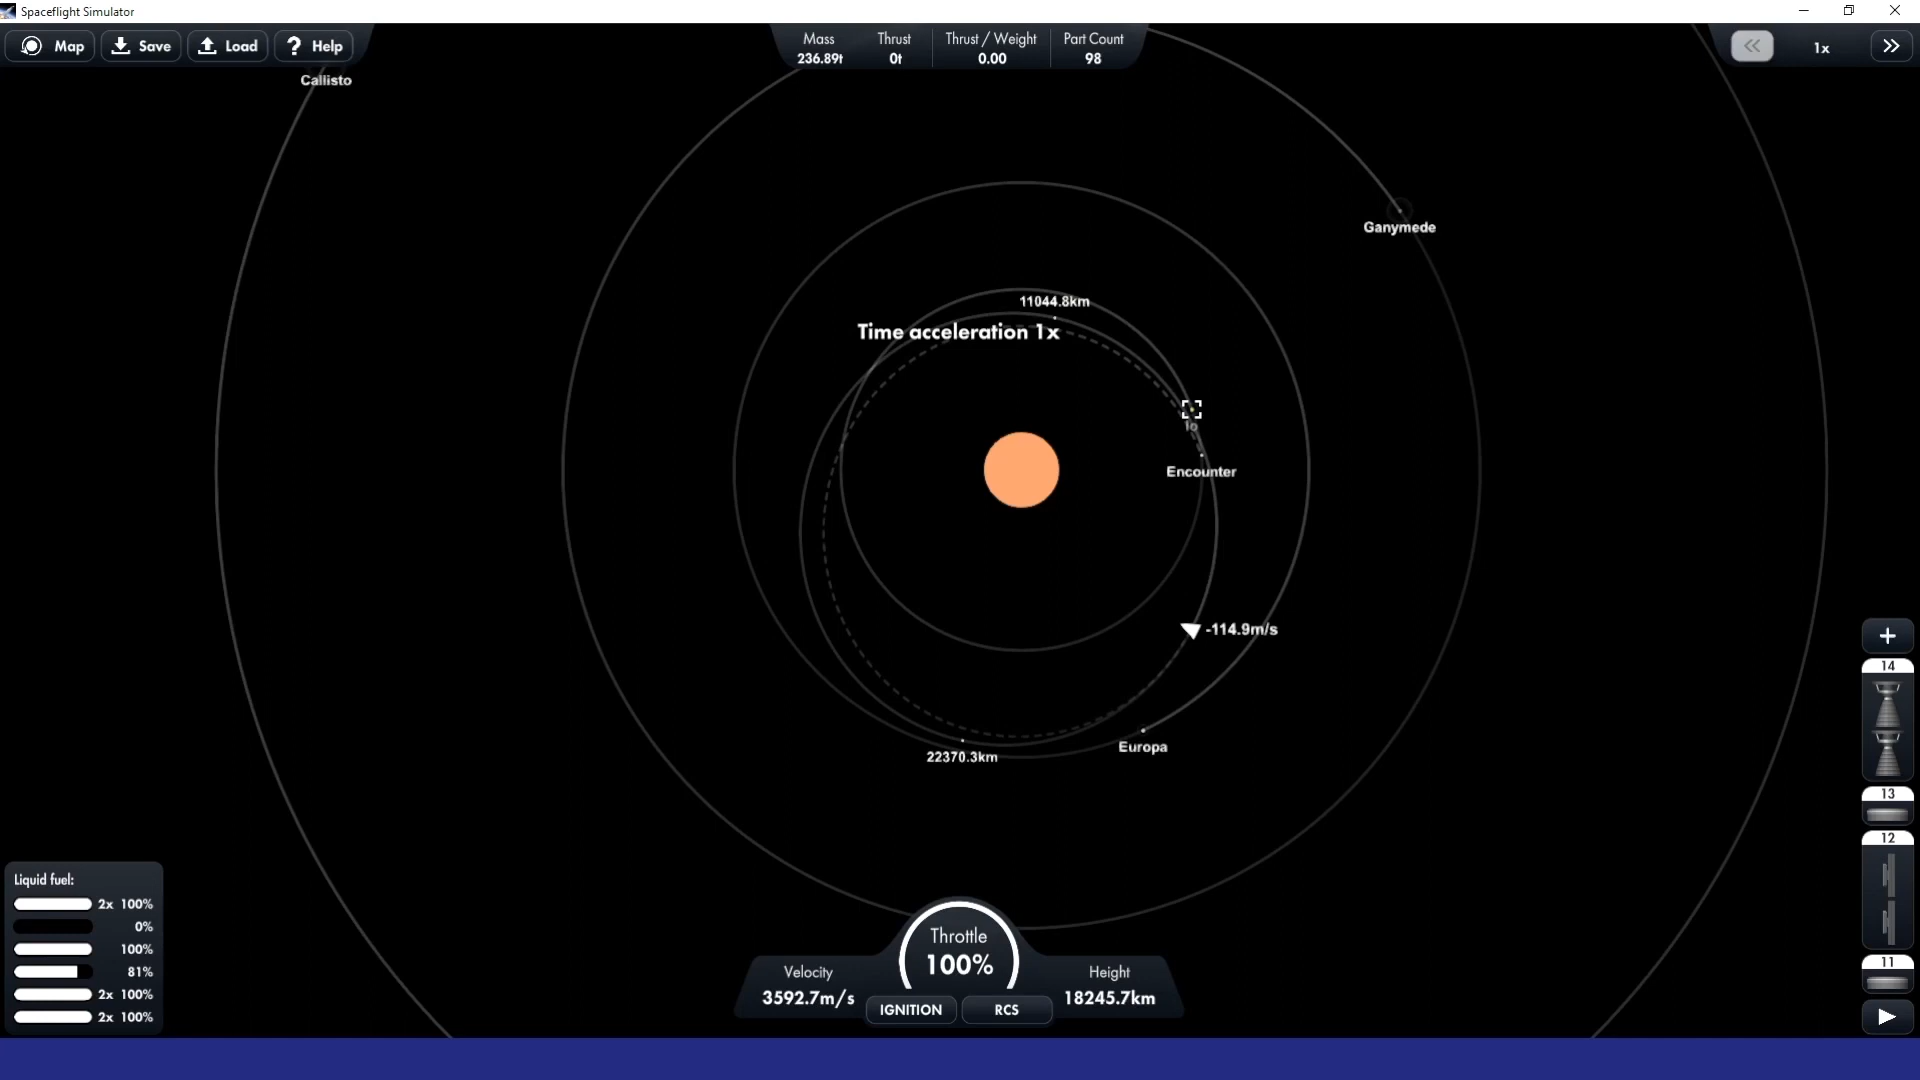 Spaceflight Simulator
Map
Save
Load
Help
Mass
236.89t
Thrust
0t
Thrust / Weight
0.00
Part Count
98
1x
Callisto
Ganymede
11044.8km
Time acceleration 1x
Io
Encounter
-114.9m/s
Europa
22370.3km
14
13
12
11
Liquid fuel:
2x 100%
0%
100%
81%
2x 100%
2x 100%
Throttle
100%
Velocity
3592.7m/s
Height
18245.7km
IGNITION
RCS